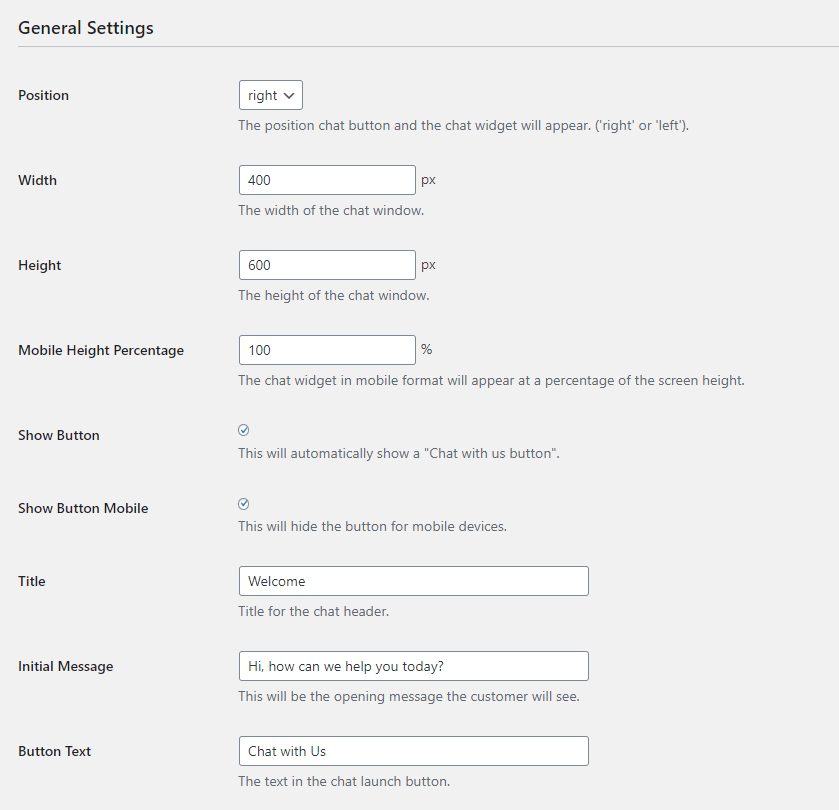 General Settings
Position
right
The position chat button and the chat widget will appear. ('right' or 'left').
Width
400 px
The width of the chat window.
Height
600 px
The height of the chat window.
Mobile Height Percentage
100 %
The chat widget in mobile format will appear at a percentage of the screen height.
Show Button
This will automatically show a "Chat with us button".
Show Button Mobile
This will hide the button for mobile devices.
Title
Welcome
Title for the chat header.
Initial Message
Hi, how can we help you today?
This will be the opening message the customer will see.
Button Text
Chat with Us
The text in the chat launch button.